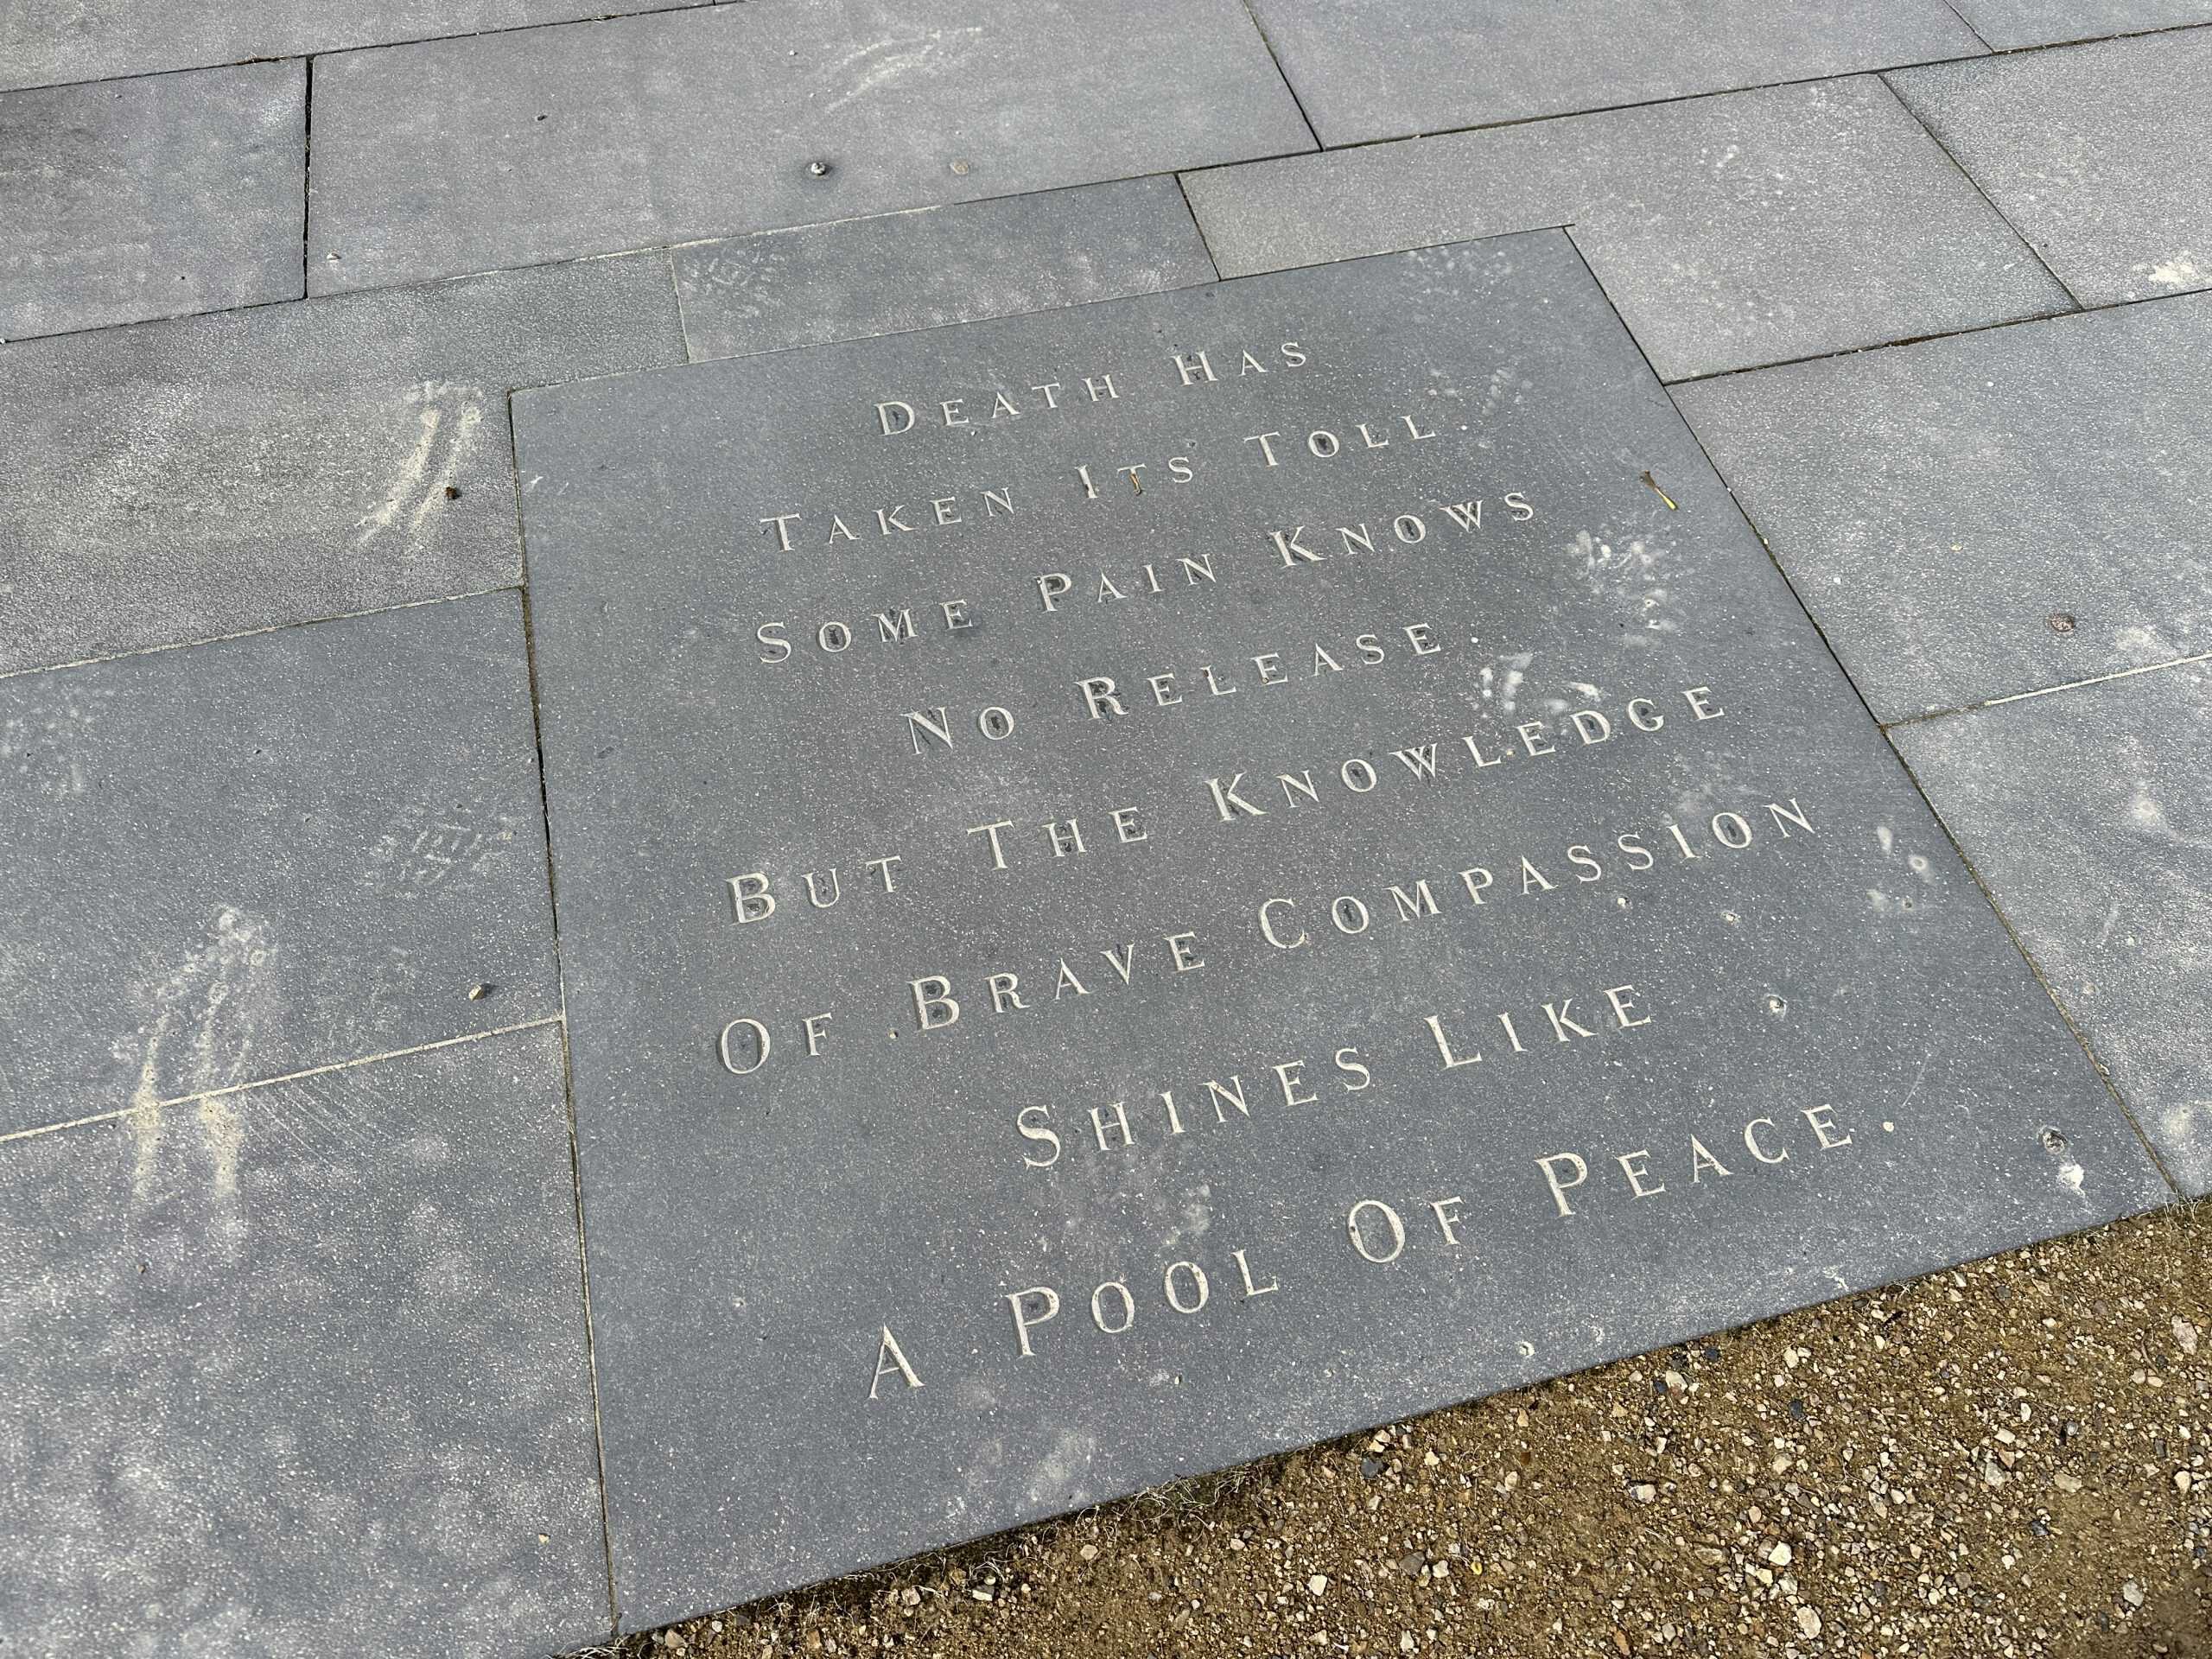 Death Has
Taken Its Toll.
Some Pain Knows
No Release.
But The Knowledge
Of Brave Compassion
Shines Like
A Pool Of Peace.